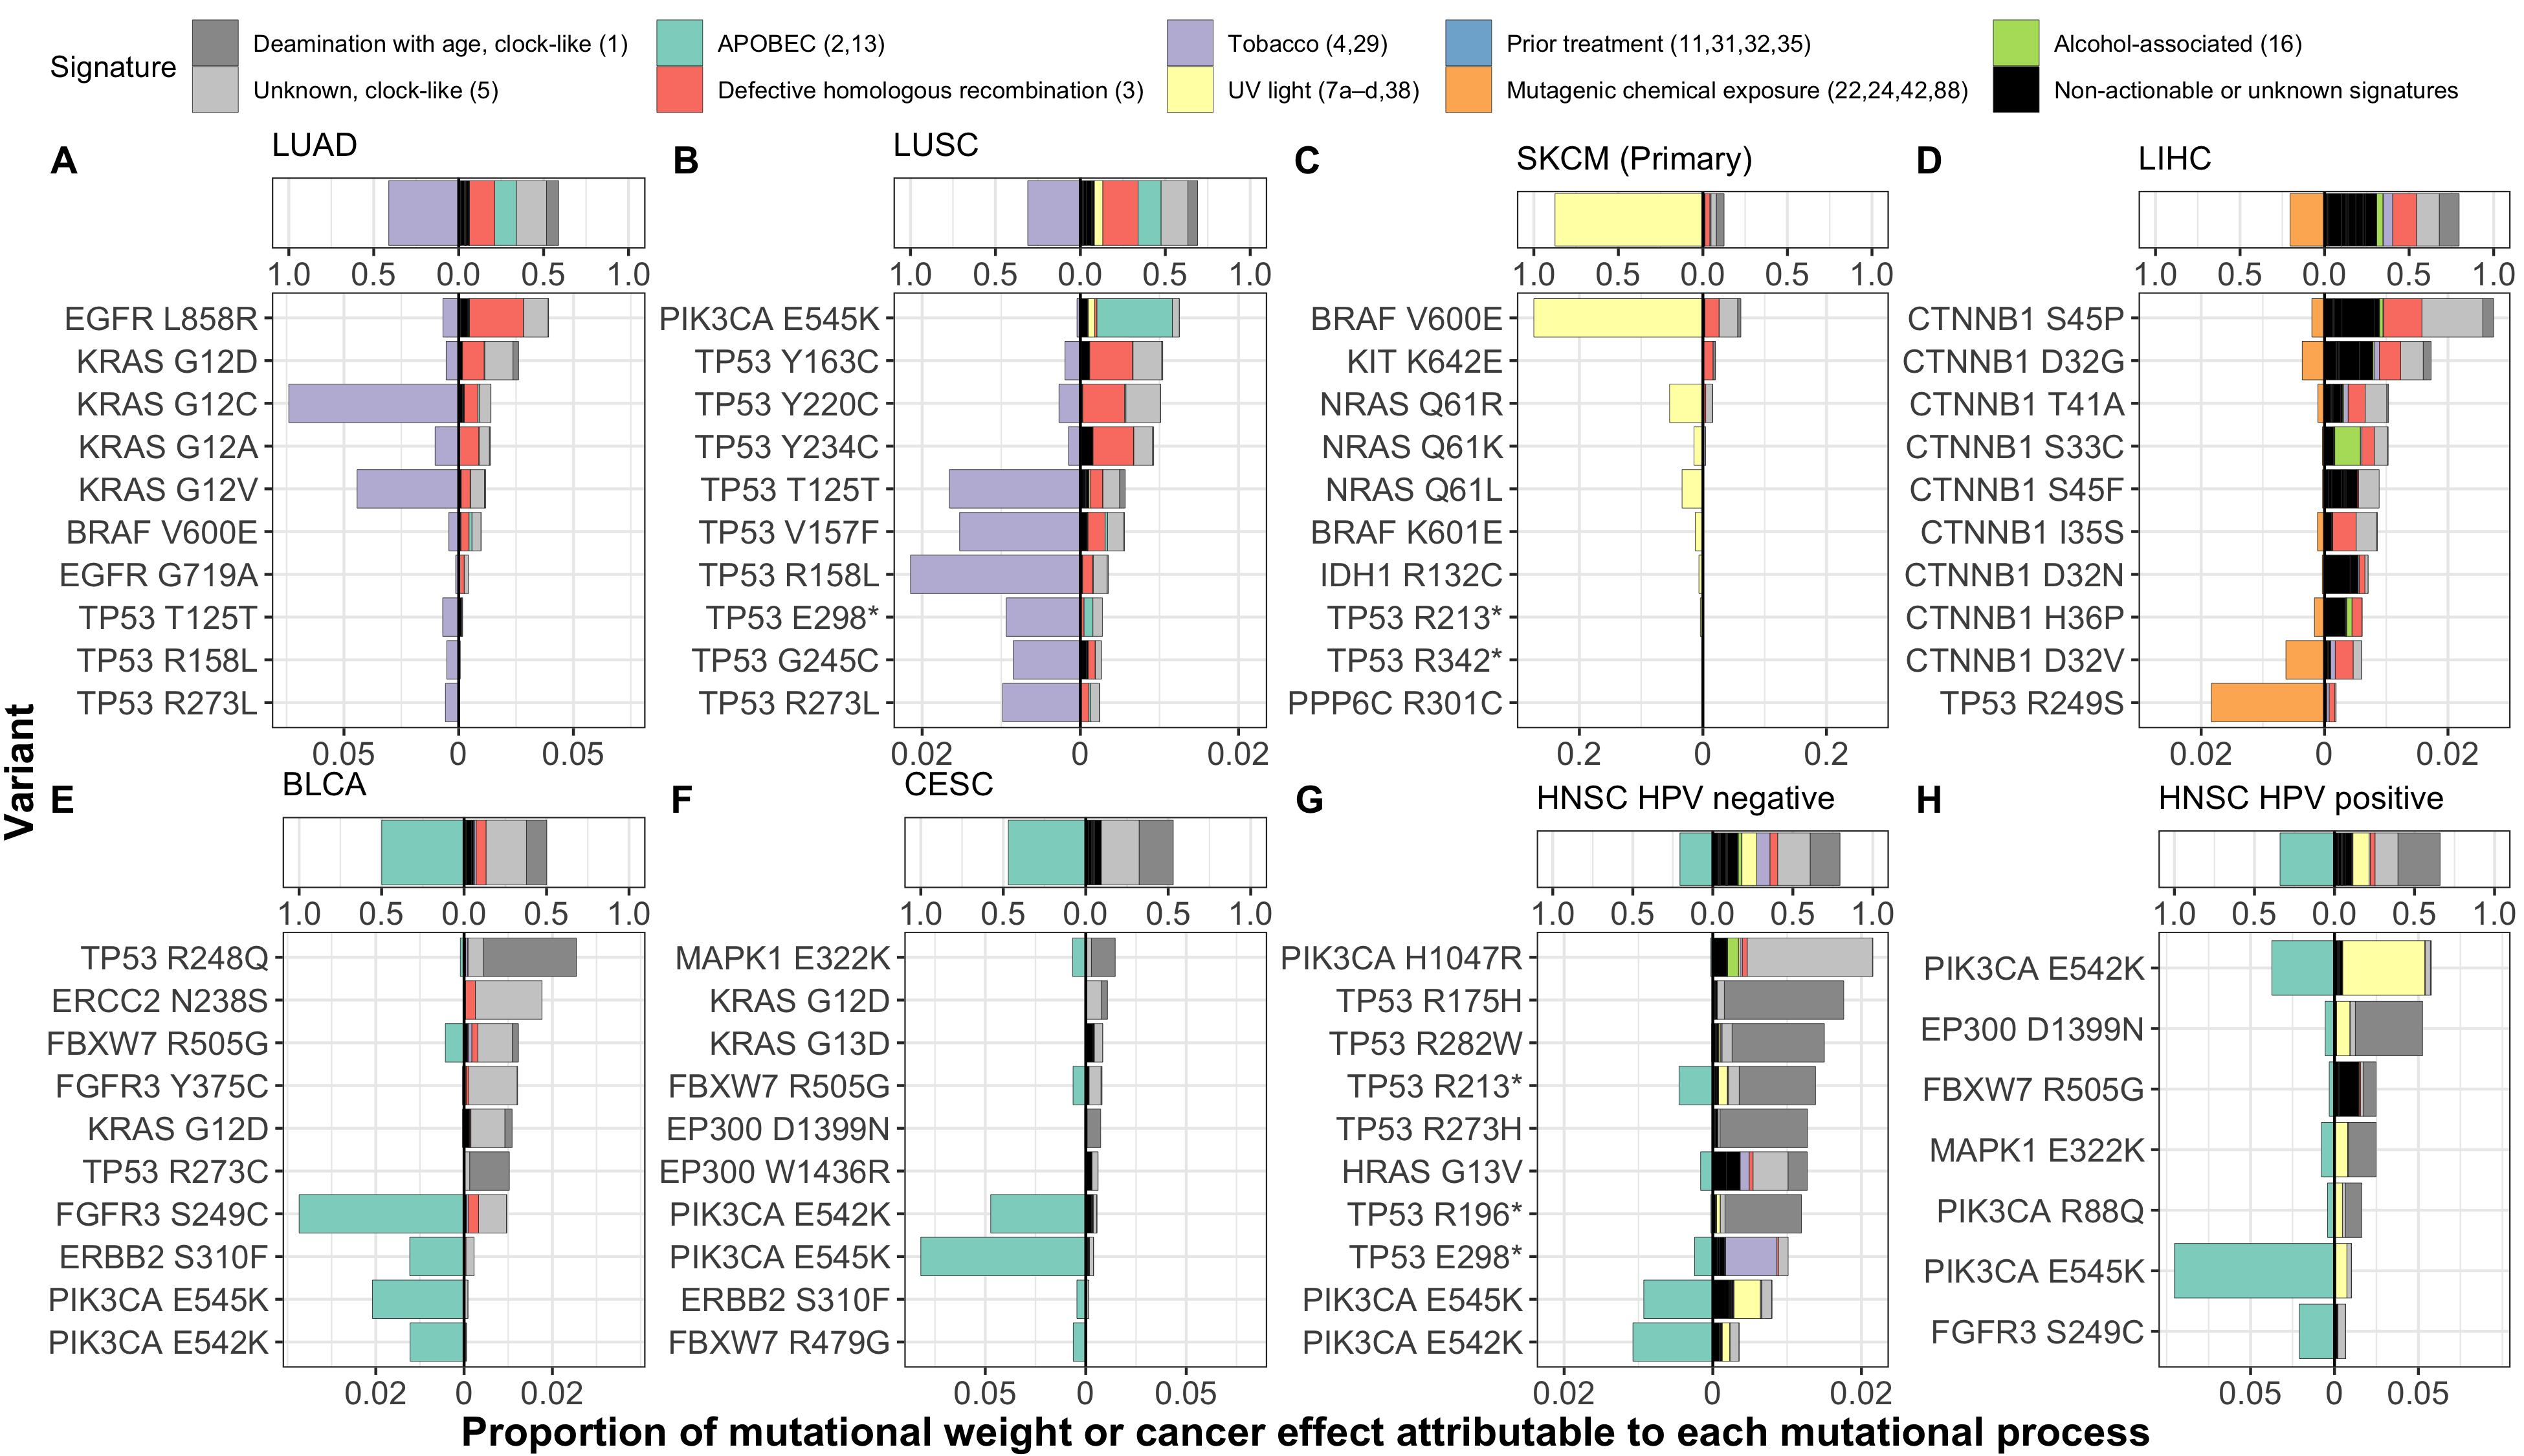 Signature
Deamination with age, clock-like (1)
Unknown, clock-like (5)
APOBEC (2,13)
Defective homologous recombination (3)
Tobacco (4,29)
UV light (7a–d,38)
Prior treatment (11,31,32,35)
Mutagenic chemical exposure (22,24,42,88)
Alcohol-associated (16)
Non-actionable or unknown signatures
Variant
A
LUAD
1.0 0.5 0.0 0.5 1.0
EGFR L858R
KRAS G12D
KRAS G12C
KRAS G12A
KRAS G12V
BRAF V600E
EGFR G719A
TP53 T125T
TP53 R158L
TP53 R273L
0.05 0 0.05
B
LUSC
1.0 0.5 0.0 0.5 1.0
PIK3CA E545K
TP53 Y163C
TP53 Y220C
TP53 Y234C
TP53 T125T
TP53 V157F
TP53 R158L
TP53 E298*
TP53 G245C
TP53 R273L
0.02 0 0.02
C
SKCM (Primary)
1.0 0.5 0.0 0.5 1.0
BRAF V600E
KIT K642E
NRAS Q61R
NRAS Q61K
NRAS Q61L
BRAF K601E
IDH1 R132C
TP53 R213*
TP53 R342*
PPP6C R301C
0.2 0 0.2
D
LIHC
1.0 0.5 0.0 0.5 1.0
CTNNB1 S45P
CTNNB1 D32G
CTNNB1 T41A
CTNNB1 S33C
CTNNB1 S45F
CTNNB1 I35S
CTNNB1 D32N
CTNNB1 H36P
CTNNB1 D32V
TP53 R249S
0.02 0 0.02
E
BLCA
1.0 0.5 0.0 0.5 1.0
TP53 R248Q
ERCC2 N238S
FBXW7 R505G
FGFR3 Y375C
KRAS G12D
TP53 R273C
FGFR3 S249C
ERBB2 S310F
PIK3CA E545K
PIK3CA E542K
0.02 0 0.02
F
CESC
1.0 0.5 0.0 0.5 1.0
MAPK1 E322K
KRAS G12D
KRAS G13D
FBXW7 R505G
EP300 D1399N
EP300 W1436R
PIK3CA E542K
PIK3CA E545K
ERBB2 S310F
FBXW7 R479G
0.05 0 0.05
G
HNSC HPV negative
1.0 0.5 0.0 0.5 1.0
PIK3CA H1047R
TP53 R175H
TP53 R282W
TP53 R213*
TP53 R273H
HRAS G13V
TP53 R196*
TP53 E298*
PIK3CA E545K
PIK3CA E542K
0.02 0 0.02
H
HNSC HPV positive
1.0 0.5 0.0 0.5 1.0
PIK3CA E542K
EP300 D1399N
FBXW7 R505G
MAPK1 E322K
PIK3CA R88Q
PIK3CA E545K
FGFR3 S249C
0.05 0 0.05
Proportion of mutational weight or cancer effect attributable to each mutational process